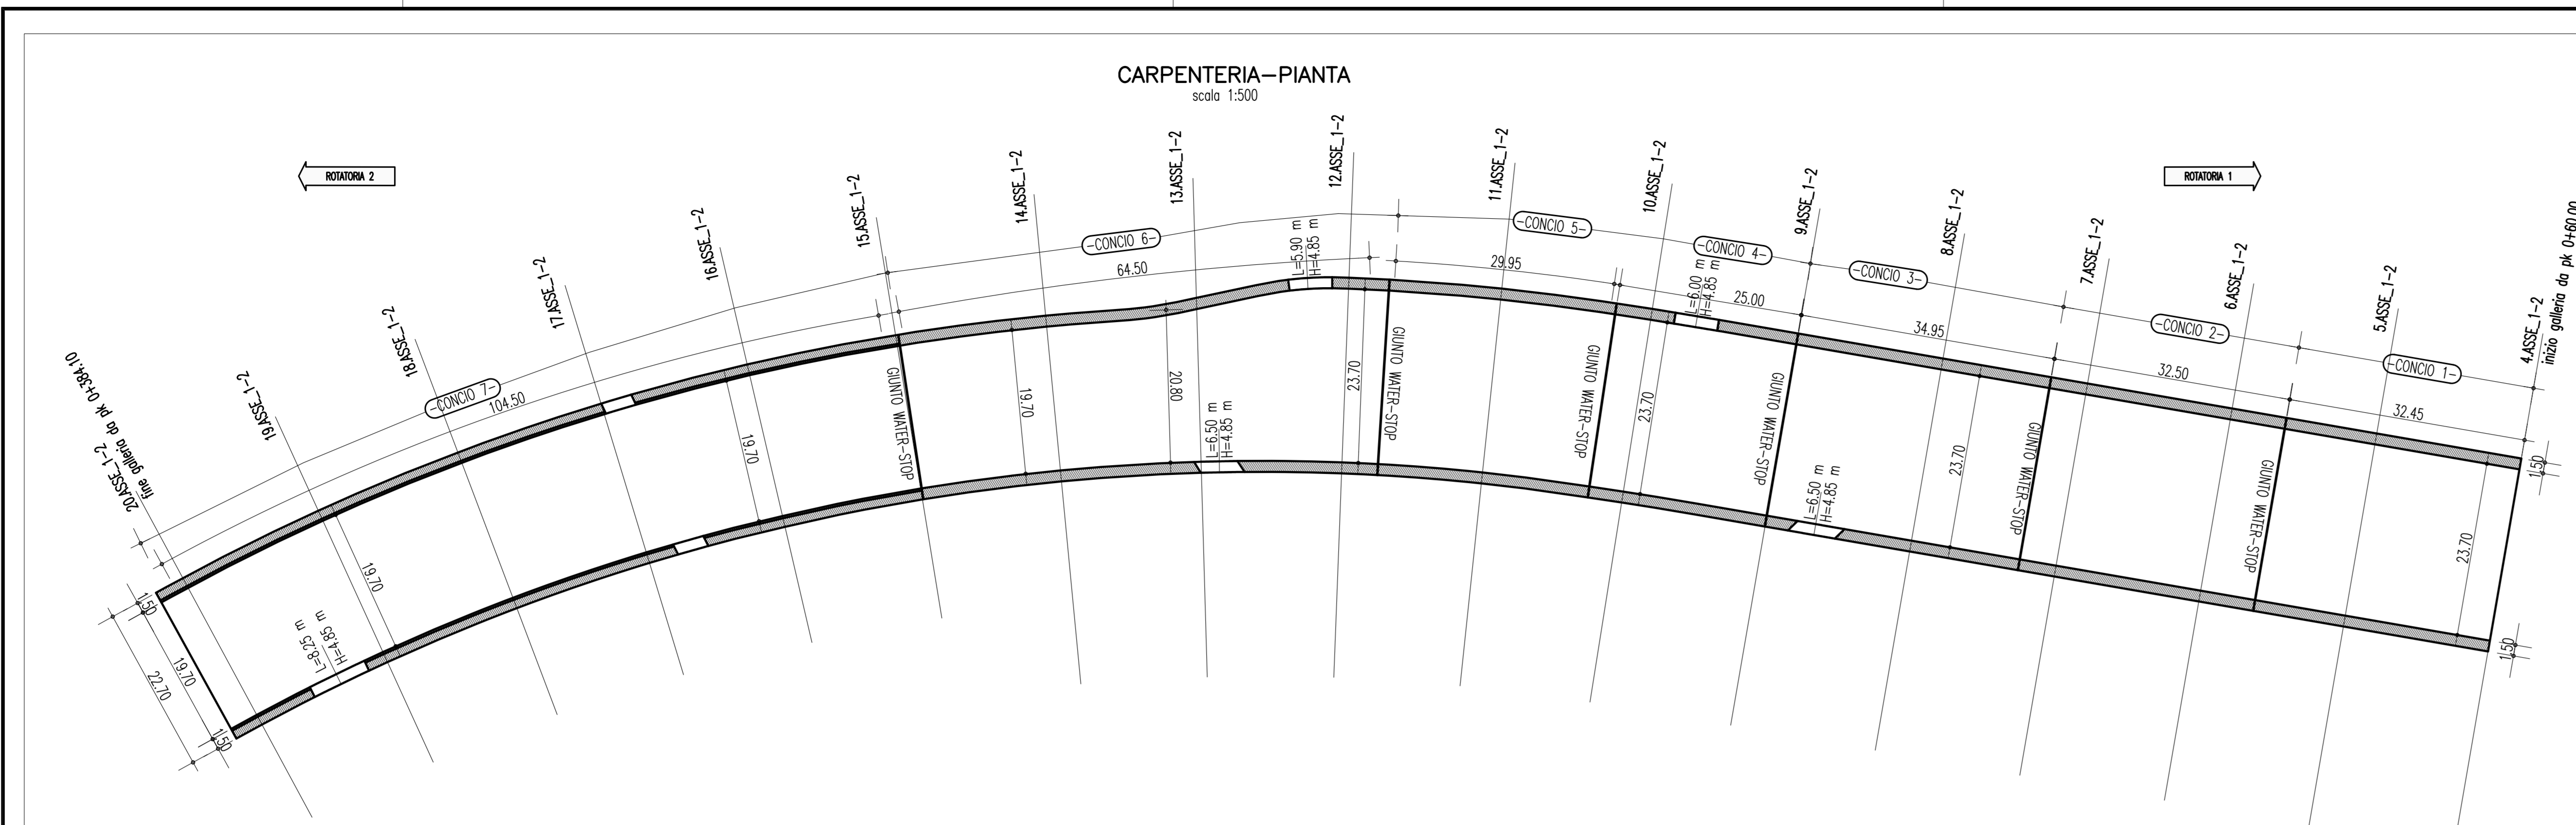 CARPENTERIA-PIANTA
scala 1:500
ROTATORIA 2
ROTATORIA 1
20.ASSE_1-2
fine galleria da pk 0+384.10
19.ASSE_1-2
18.ASSE_1-2
17.ASSE_1-2
16.ASSE_1-2
15.ASSE_1-2
14.ASSE_1-2
13.ASSE_1-2
12.ASSE_1-2
11.ASSE_1-2
10.ASSE_1-2
9.ASSE_1-2
8.ASSE_1-2
7.ASSE_1-2
6.ASSE_1-2
5.ASSE_1-2
4.ASSE_1-2
inizio galleria da pk 0+60.00
-CONCIO 7-
-CONCIO 6-
-CONCIO 5-
-CONCIO 4-
-CONCIO 3-
-CONCIO 2-
-CONCIO 1-
104.50
64.50
29.95
25.00
34.95
32.50
32.45
L=5.90 m
H=4.85 m
L=6.00 m
H=4.85 m
GIUNTO WATER-STOP
GIUNTO WATER-STOP
GIUNTO WATER-STOP
GIUNTO WATER-STOP
GIUNTO WATER-STOP
GIUNTO WATER-STOP
19.70
19.70
19.70
20.80
23.70
23.70
23.70
23.70
L=6.50 m
H=4.85 m
L=6.50 m
H=4.85 m
L=8.25 m
H=4.85 m
1.50
19.70
22.70
1.50
1.50
1.50